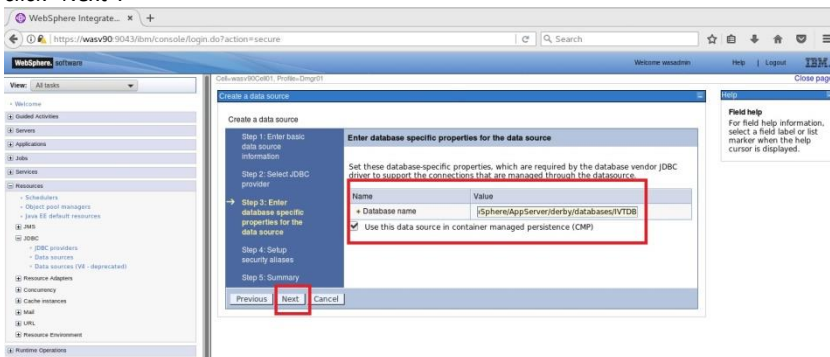 click "Next".
WebSphere Integrate... × +
https://wasv90:9043/ibm/console/login.do?action=secure
Search
WebSphere. software
Welcome wasadmin
Help | Logout
IBM.
View: All tasks
Cell=wasv90Cell01, Profile=Dmgr01
Close page
Welcome
Guided Activities
Servers
Applications
Jobs
Services
Resources
Schedulers
Object pool managers
Java EE default resources
JMS
JDBC
JDBC providers
Data sources
Data sources (V4 - deprecated)
Resource Adapters
Concurrency
Cache instances
Mail
URL
Resource Environment
Runtime Operations
Create a data source
Create a data source
Step 1: Enter basic
data source
information
Step 2: Select JDBC
provider
Step 3: Enter
database specific
properties for the
data source
Step 4: Setup
security aliases
Step 5: Summary
Enter database specific properties for the data source
Set these database-specific properties, which are required by the database vendor JDBC
driver to support the connections that are managed through the datasource.
Name Value
+ Database name
Sphere/AppServer/derby/databases/IVTDB
Use this data source in container managed persistence (CMP)
Previous Next Cancel
Help
Field help
For field help information,
select a field label or list
marker when the help
cursor is displayed.